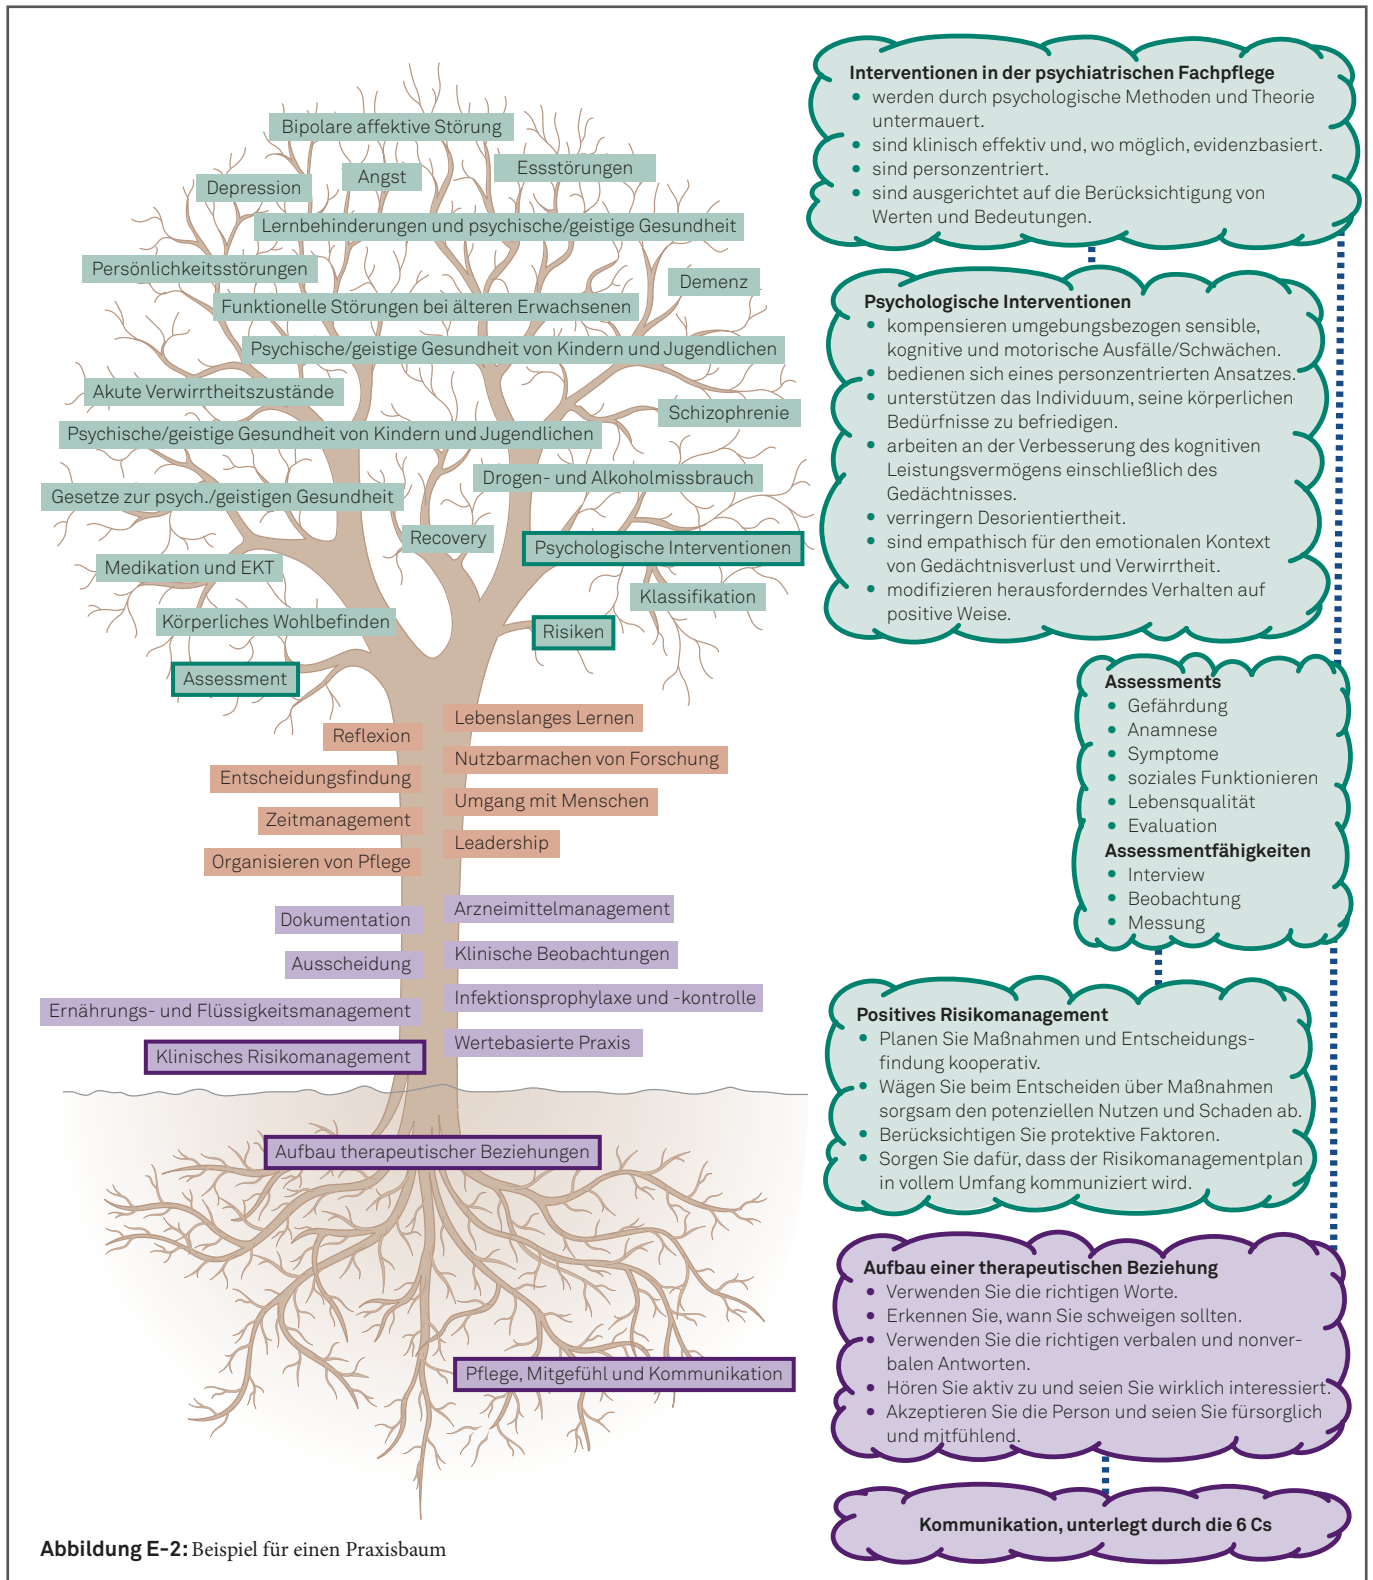 Bipolare affektive Störung
Angst
Essstörungen
Depression
Lernbehinderungen und psychische/geistige Gesundheit
Persönlichkeitsstörungen
Demenz
Funktionelle Störungen bei älteren Erwachsenen
Psychische/geistige Gesundheit von Kindern und Jugendlichen
Akute Verwirrtheitszustände
Schizophrenie
Psychische/geistige Gesundheit von Kindern und Jugendlichen
Drogen- und Alkoholmissbrauch
Gesetze zur psych./geistigen Gesundheit
Recovery
Psychologische Interventionen
Medikation und EKT
Klassifikation
Körperliches Wohlbefinden
Risiken
Assessment
Lebenslanges Lernen
Reflexion
Nutzbarmachen von Forschung
Entscheidungsfindung
Umgang mit Menschen
Zeitmanagement
Leadership
Organisieren von Pflege
Arzneimittelmanagement
Dokumentation
Klinische Beobachtungen
Ausscheidung
Infektionsprophylaxe und -kontrolle
Ernährungs- und Flüssigkeitsmanagement
Wertebasierte Praxis
Klinisches Risikomanagement
Aufbau therapeutischer Beziehungen
Pflege, Mitgefühl und Kommunikation
Interventionen in der psychiatrischen Fachpflege
• werden durch psychologische Methoden und Theorie
untermauert.
• sind klinisch effektiv und, wo möglich, evidenzbasiert.
• sind personzentriert.
• sind ausgerichtet auf die Berücksichtigung von
Werten und Bedeutungen.
Psychologische Interventionen
• kompensieren umgebungsbezogen sensible,
kognitive und motorische Ausfälle/Schwächen.
• bedienen sich eines personzentrierten Ansatzes.
• unterstützen das Individuum, seine körperlichen
Bedürfnisse zu befriedigen.
• arbeiten an der Verbesserung des kognitiven
Leistungsvermögens einschließlich des
Gedächtnisses.
• verringern Desorientiertheit.
• sind empathisch für den emotionalen Kontext
von Gedächtnisverlust und Verwirrtheit.
• modifizieren herausforderndes Verhalten auf
positive Weise.
Assessments
• Gefährdung
• Anamnese
• Symptome
• soziales Funktionieren
• Lebensqualität
• Evaluation
Assessmentfähigkeiten
• Interview
• Beobachtung
• Messung
Positives Risikomanagement
• Planen Sie Maßnahmen und Entscheidungs-
findung kooperativ.
• Wägen Sie beim Entscheiden über Maßnahmen
sorgsam den potenziellen Nutzen und Schaden ab.
• Berücksichtigen Sie protektive Faktoren.
• Sorgen Sie dafür, dass der Risikomanagementplan
in vollem Umfang kommuniziert wird.
Aufbau einer therapeutischen Beziehung
• Verwenden Sie die richtigen Worte.
• Erkennen Sie, wann Sie schweigen sollten.
• Verwenden Sie die richtigen verbalen und nonver-
balen Antworten.
• Hören Sie aktiv zu und seien Sie wirklich interessiert.
• Akzeptieren Sie die Person und seien Sie fürsorglich
und mitfühlend.
Kommunikation, unterlegt durch die 6 Cs
Abbildung E-2: Beispiel für einen Praxisbaum